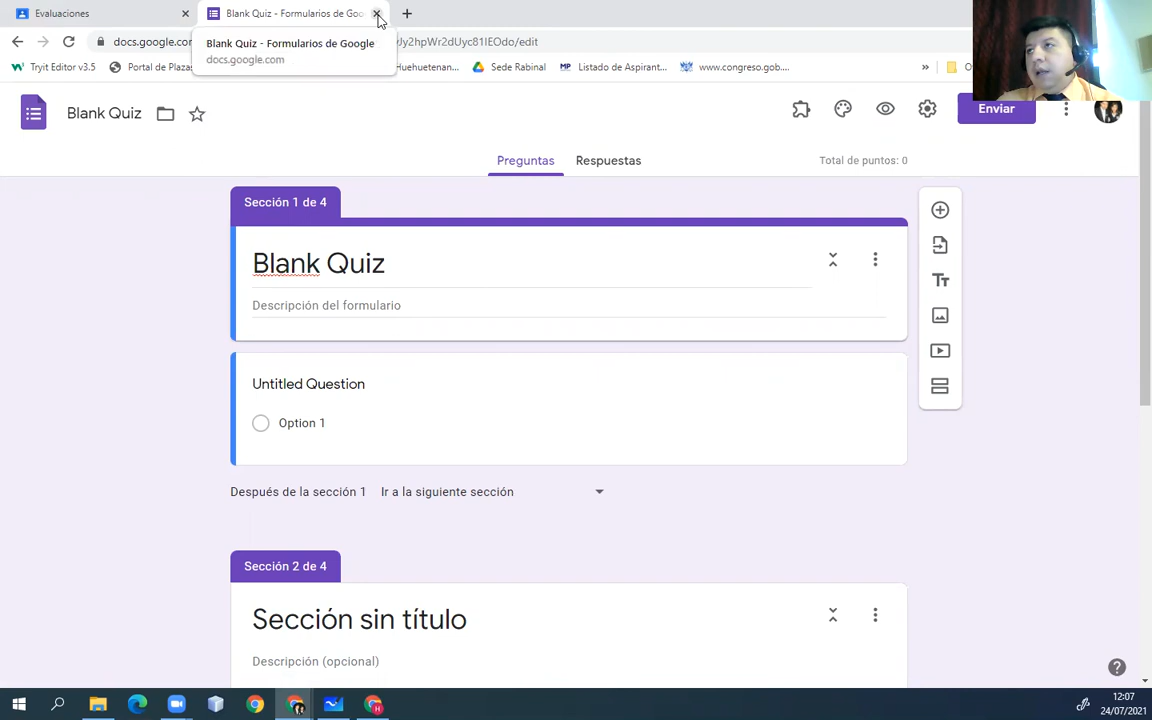 Evaluaciones
Blank Quiz - Formularios de Goo
docs.google.com
Jy2hpWr2dUyc81IEOdo/edit
Blank Quiz - Formularios de Google
docs.google.com
Tryit Editor v3.5
Portal de Plazas
Huehuetenan...
Sede Rabinal
Listado de Aspirant...
www.congreso.gob....
»
Blank Quiz
Enviar
Preguntas
Respuestas
Total de puntos: 0
Sección 1 de 4
Blank Quiz
Descripción del formulario
Untitled Question
Option 1
Después de la sección 1
Ir a la siguiente sección
Sección 2 de 4
Sección sin título
Descripción (opcional)
12:07
24/07/2021